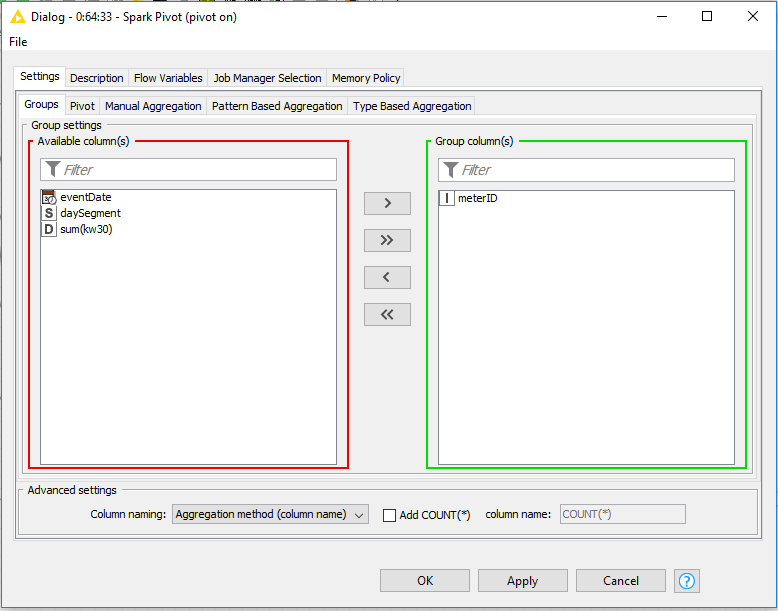 Dialog - 0:64:33 - Spark Pivot (pivot on)
File
Settings Description Flow Variables Job Manager Selection Memory Policy
Groups Pivot Manual Aggregation Pattern Based Aggregation Type Based Aggregation
Group settings
Available column(s)
Filter
eventDate
S daySegment
D sum(kw30)
>
>>
<
<<
Group column(s)
Filter
I meterID
Advanced settings
Column naming: Aggregation method (column name) Add COUNT(*) column name: COUNT(*)
OK Apply Cancel ?